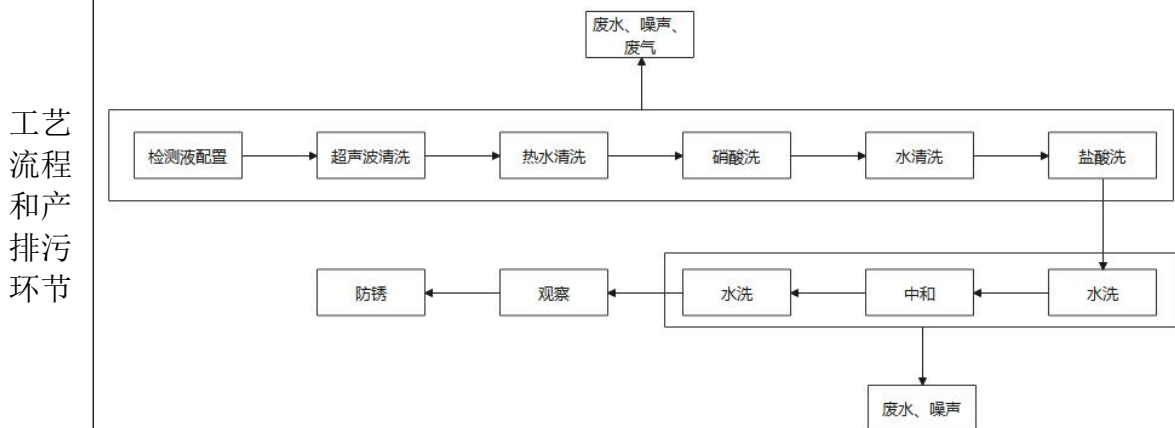 工艺
流程
和产
排污
环节
废水、噪声、
废气
检测液配置
超声波清洗
热水清洗
硝酸洗
水清洗
盐酸洗
防锈
观察
水洗
中和
水洗
废水、噪声